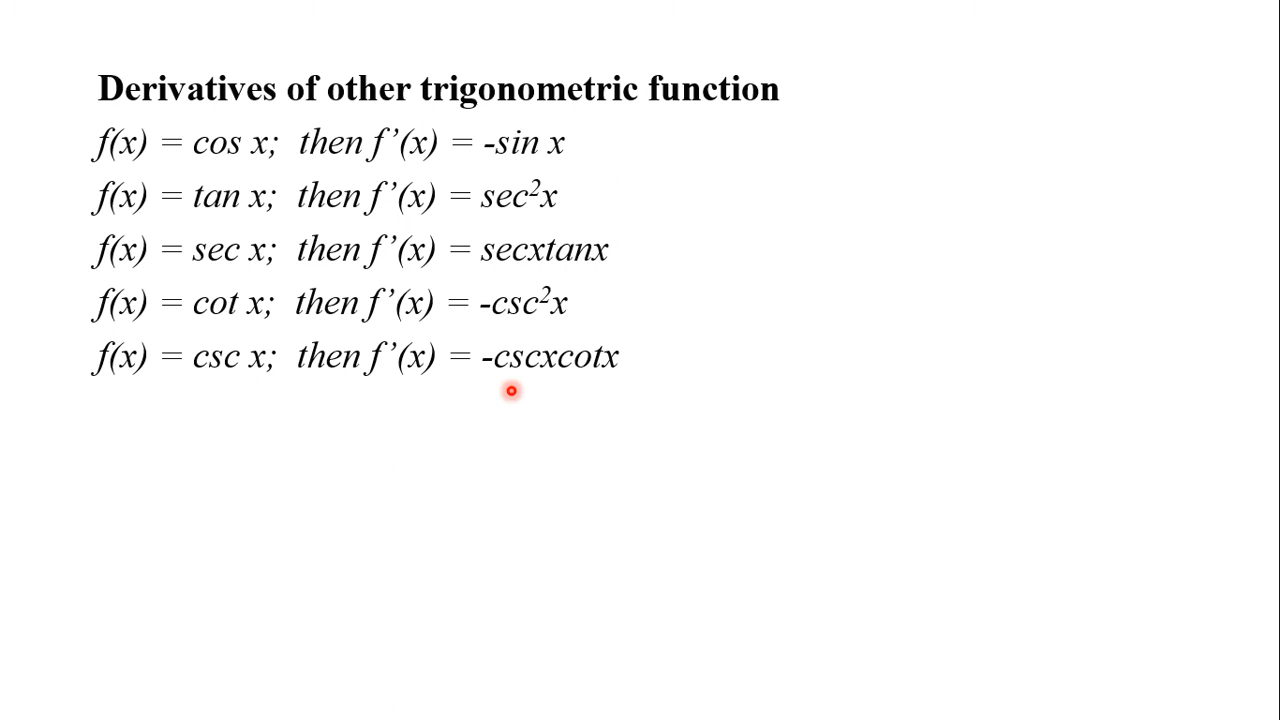 Derivatives of other trigonometric function
f(x) = cos x; then f’(x) = -sin x
f(x) = tan x; then f’(x) = sec²x
f(x) = sec x; then f’(x) = secxtanx
f(x) = cot x; then f’(x) = -csc²x
f(x) = csc x; then f’(x) = -cscxcotx